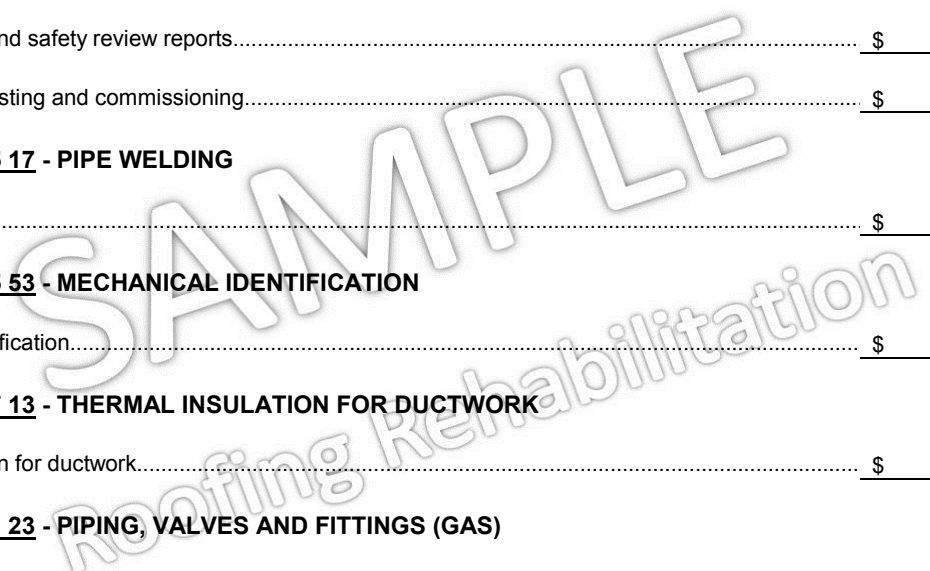 nd safety review reports.......... $
sting and commissioning.......... $
17 - PIPE WELDING
.......... $
53 - MECHANICAL IDENTIFICATION
fication.......... $
13 - THERMAL INSULATION FOR DUCTWORK
n for ductwork.......... $
23 - PIPING, VALVES AND FITTINGS (GAS)
SAMPLE
Roofing Rehabilitation